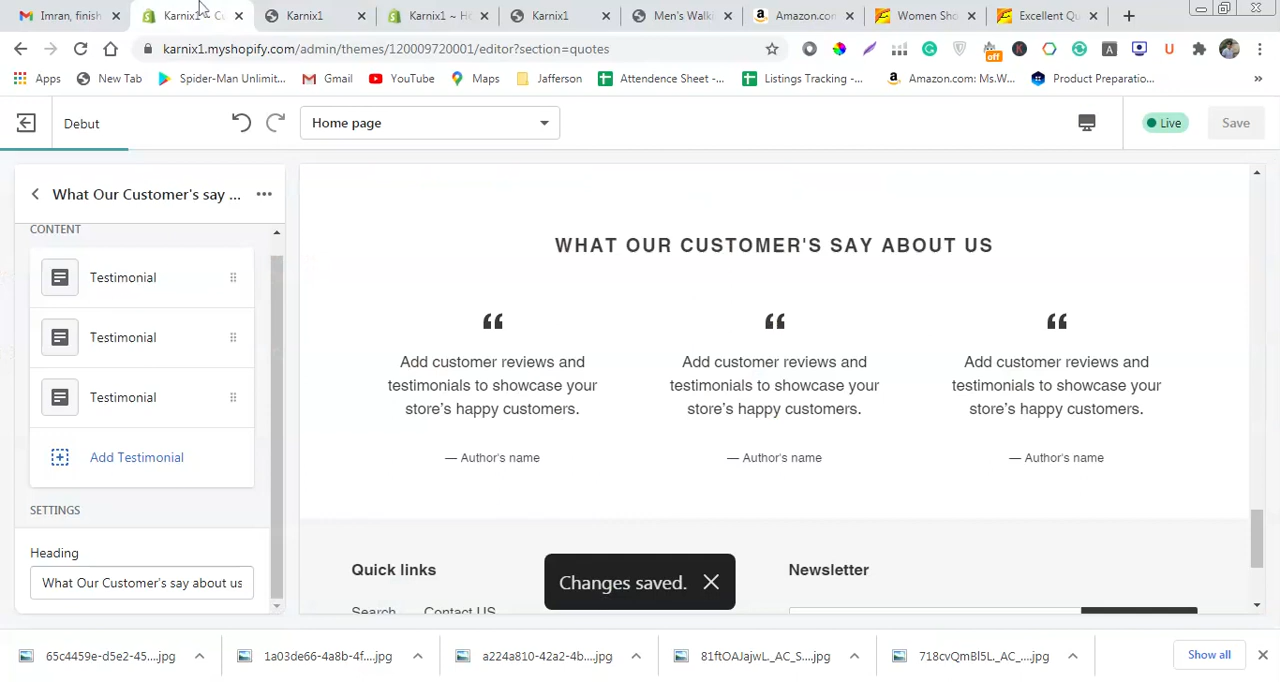 Imran, finish
Karnix1 ~ Cu
Karnix1
Karnix1 ~ Ho
Karnix1
Men's Walki
Amazon.com
Women Sho
Excellent Qu
karnix1.myshopify.com/admin/themes/120009720001/editor?section=quotes
off
Apps
New Tab
Spider-Man Unlimit...
Gmail
YouTube
Maps
Jafferson
Attendence Sheet -...
Listings Tracking -...
Amazon.com: Ms.W...
Product Preparatio...
»
Debut
Home page
Live
Save
What Our Customer's say ...
CONTENT
Testimonial
Testimonial
Testimonial
Add Testimonial
SETTINGS
Heading
What Our Customer's say about us
WHAT OUR CUSTOMER'S SAY ABOUT US
Add customer reviews and
testimonials to showcase your
store's happy customers.
— Author's name
Add customer reviews and
testimonials to showcase your
store's happy customers.
— Author's name
Add customer reviews and
testimonials to showcase your
store's happy customers.
— Author's name
Quick links
Newsletter
Search
Contact US
Changes saved.
65c4459e-d5e2-45....jpg
1a03de66-4a8b-4f....jpg
a224a810-42a2-4b....jpg
81ftOAJajwL._AC_S....jpg
718cvQmBl5L._AC_....jpg
Show all